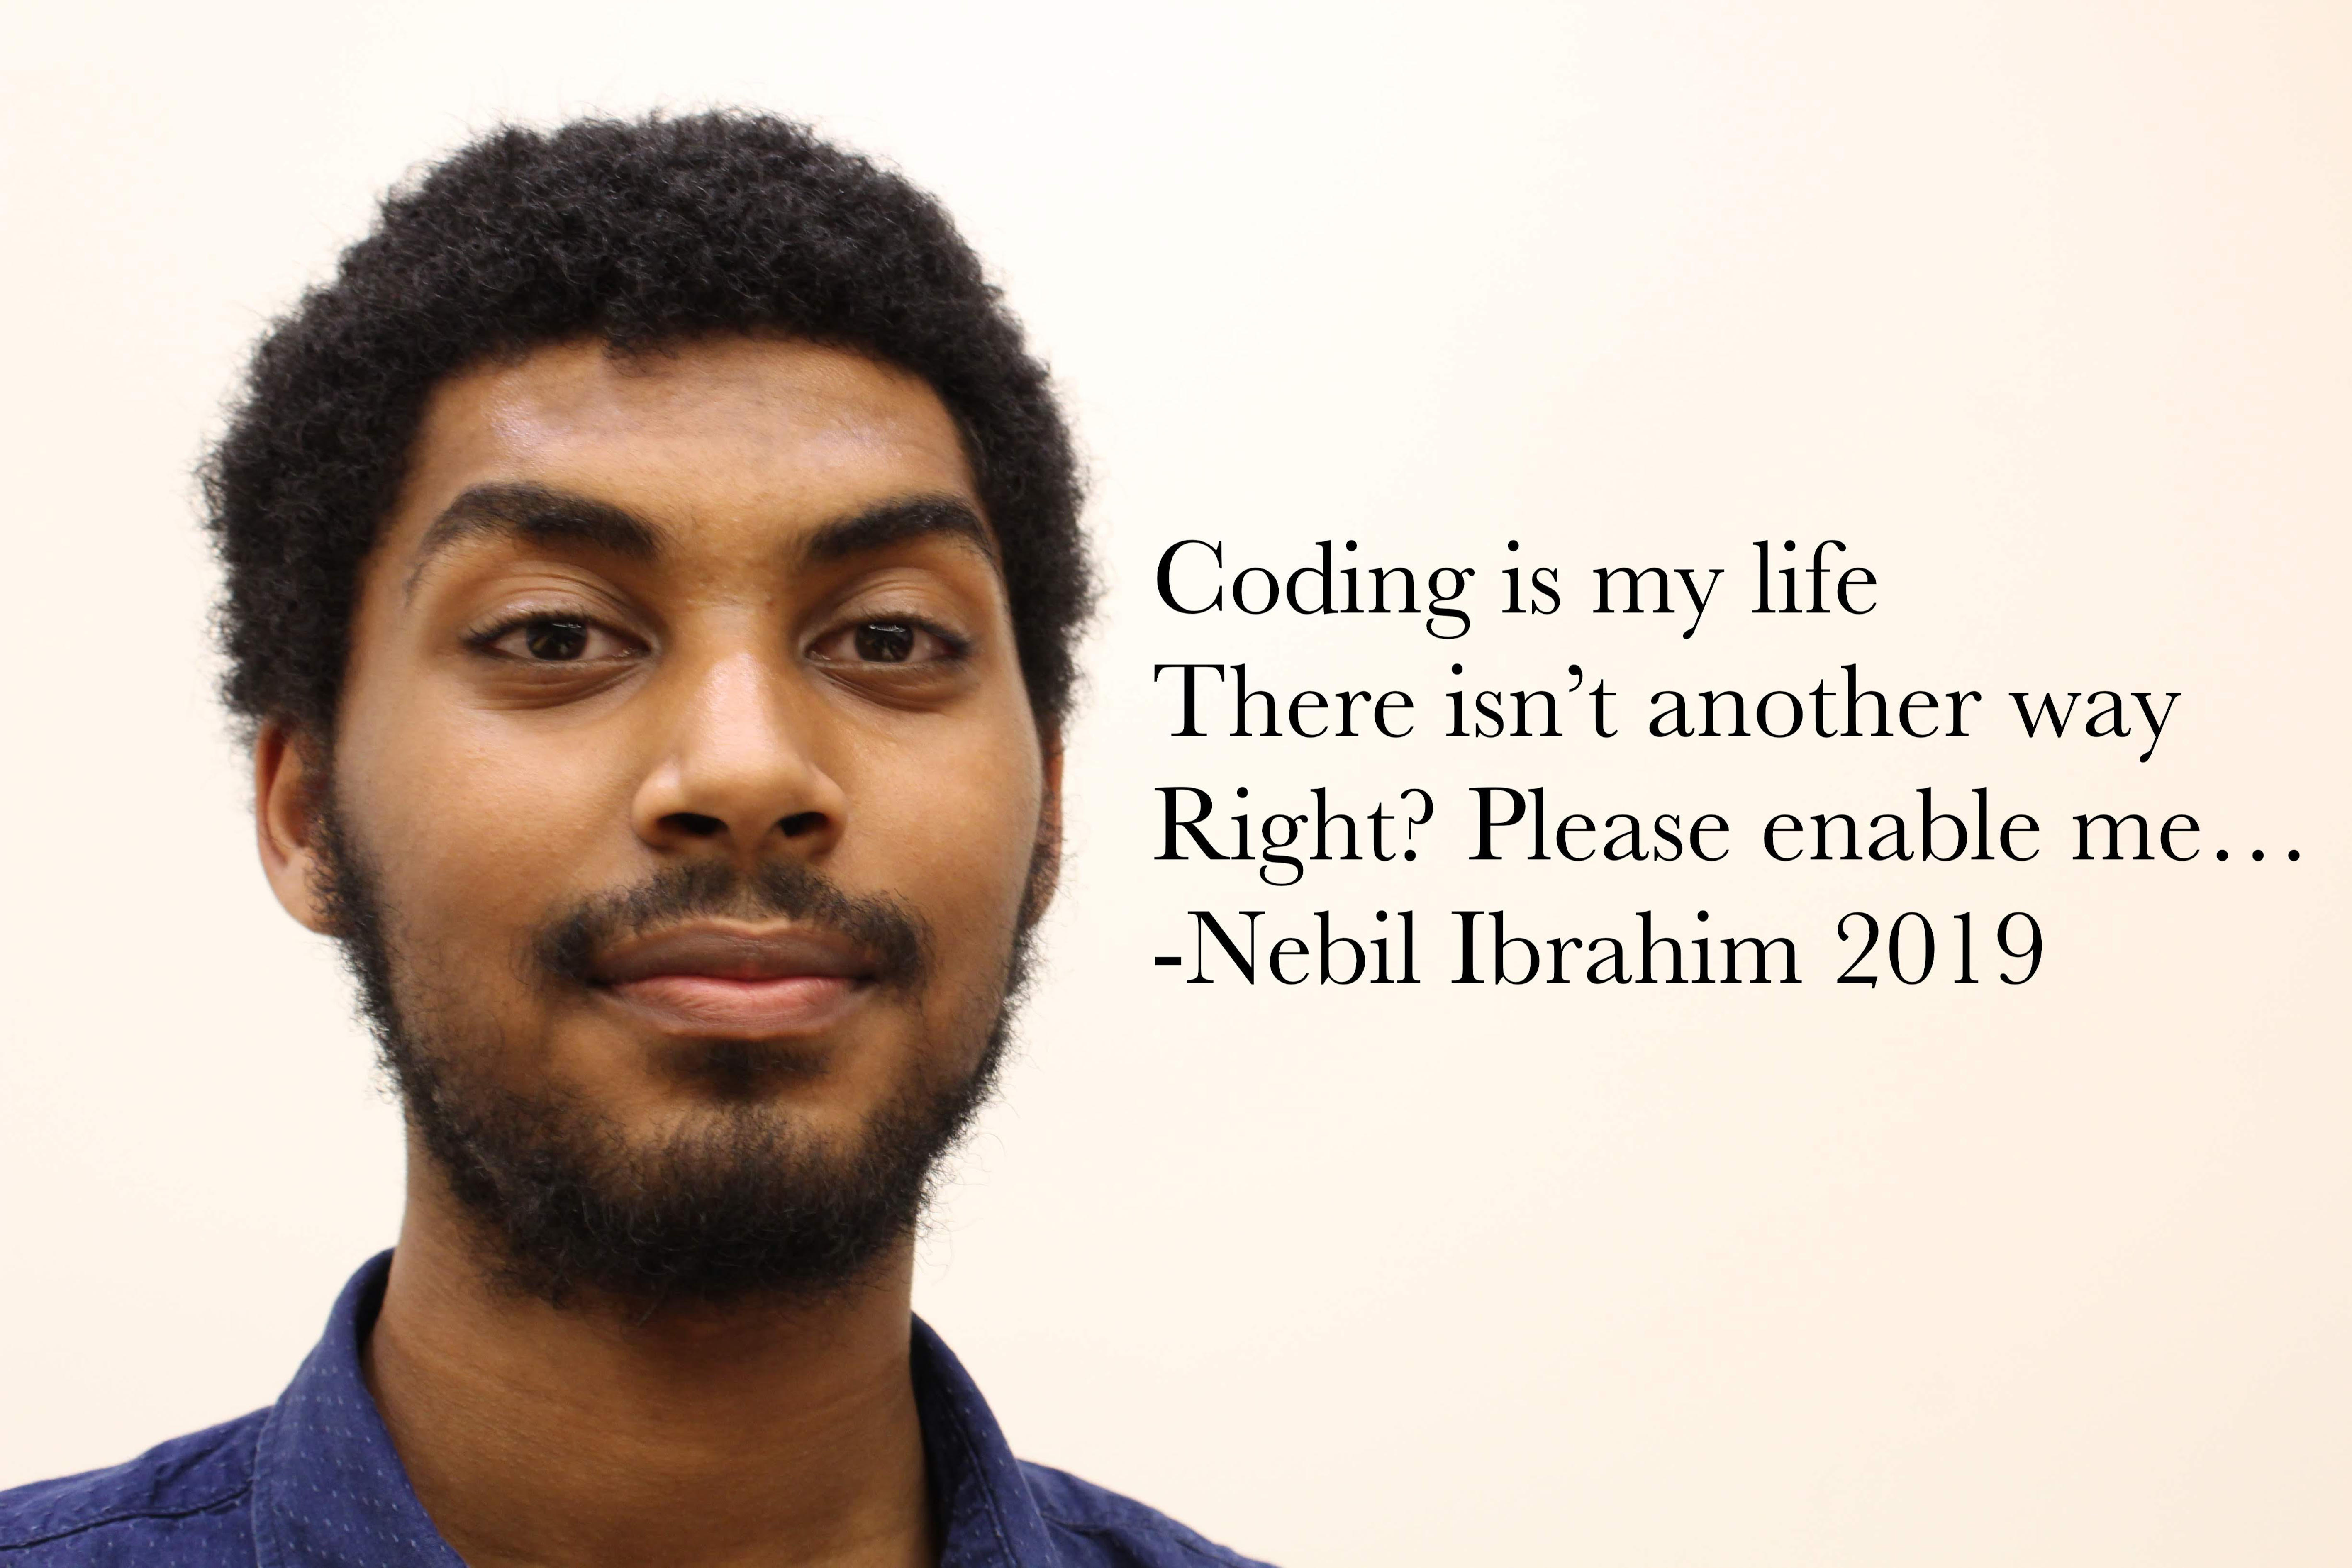 Coding is my life
There isn’t another way
Right? Please enable me…
-Nebil Ibrahim 2019